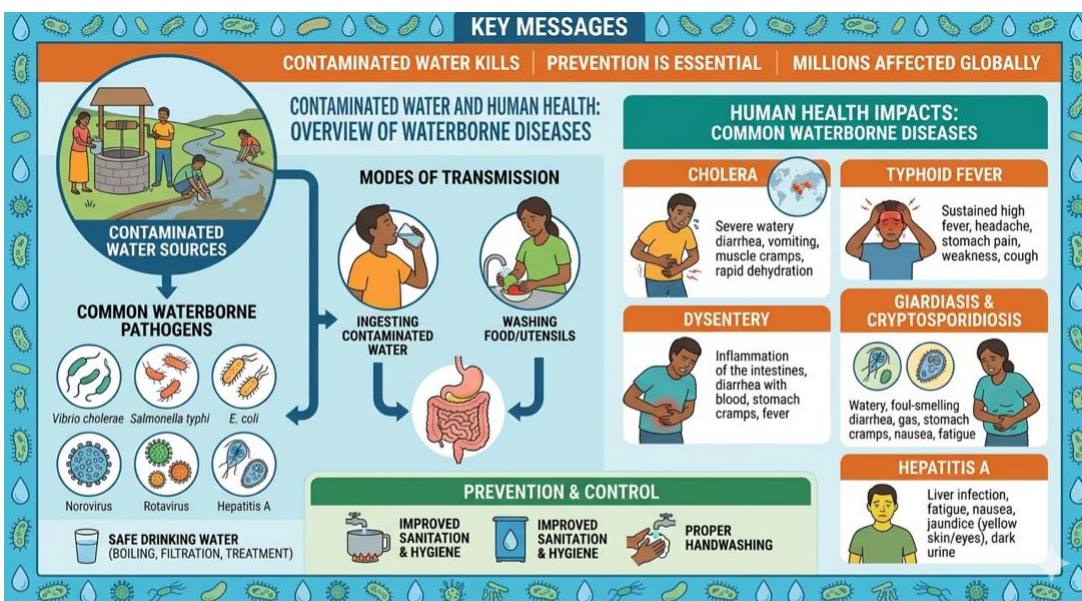 KEY MESSAGES
CONTAMINATED WATER KILLS | PREVENTION IS ESSENTIAL | MILLIONS AFFECTED GLOBALLY
CONTAMINATED WATER AND HUMAN HEALTH:
OVERVIEW OF WATERBORNE DISEASES
CONTAMINATED
WATER SOURCES
COMMON WATERBORNE
PATHOGENS
Vibrio cholerae
Salmonella typhi
E. coli
Norovirus
Rotavirus
Hepatitis A
SAFE DRINKING WATER
(BOILING, FILTRATION, TREATMENT)
MODES OF TRANSMISSION
INGESTING
CONTAMINATED
WATER
WASHING
FOOD/UTENSILS
PREVENTION & CONTROL
IMPROVED
SANITATION
& HYGIENE
IMPROVED
SANITATION
& HYGIENE
PROPER
HANDWASHING
HUMAN HEALTH IMPACTS:
COMMON WATERBORNE DISEASES
CHOLERA
Severe watery
diarrhea, vomiting,
muscle cramps,
rapid dehydration
TYPHOID FEVER
Sustained high
fever, headache,
stomach pain,
weakness, cough
DYSENTERY
Inflammation
of the intestines,
diarrhea with
blood, stomach
cramps, fever
GIARDIASIS &
CRYPTOSPORIDIOSIS
Watery, foul-smelling
diarrhea, gas, stomach
cramps, nausea, fatigue
HEPATITIS A
Liver infection,
fatigue, nausea,
jaundice (yellow
skin/eyes), dark
urine